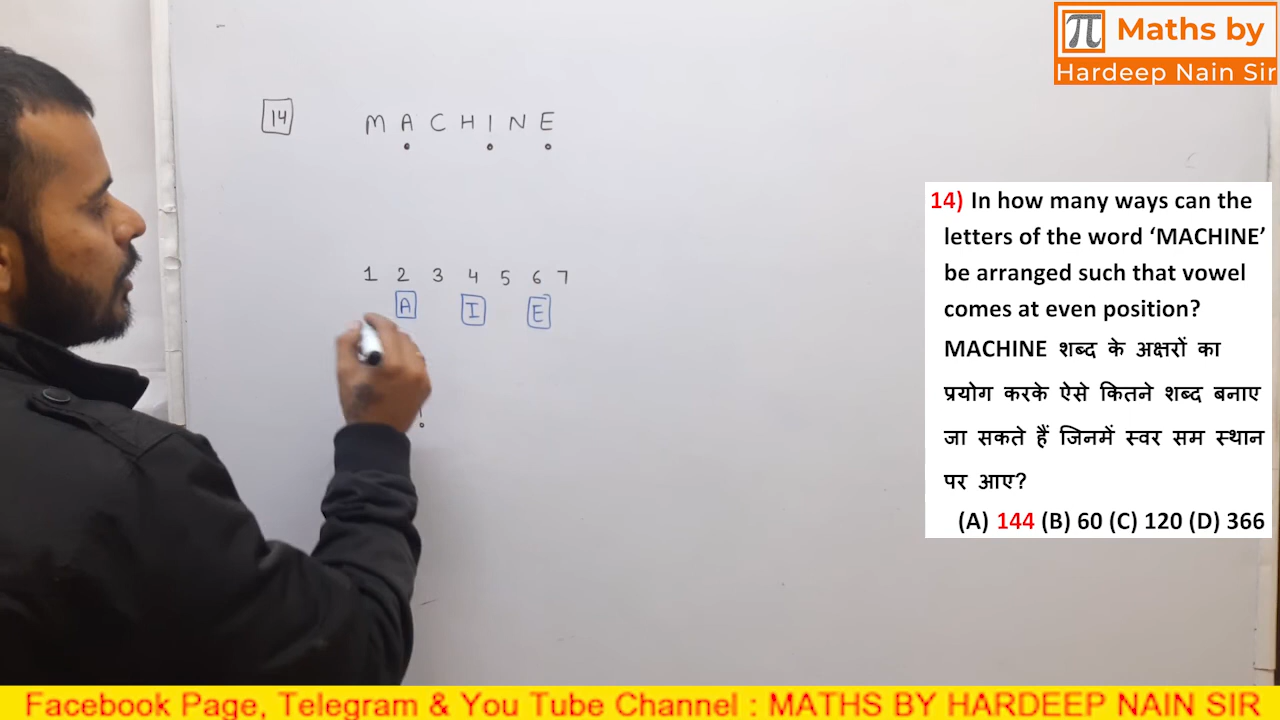 π Maths by
Hardeep Nain Sir
14 M A C H I N E
1 2 3 4 5 6 7
A I E
!
14) In how many ways can the
letters of the word ‘MACHINE’
be arranged such that vowel
comes at even position?
MACHINE शब्द के अक्षरों का
प्रयोग करके ऐसे कितने शब्द बनाए
जा सकते हैं जिनमें स्वर सम स्थान
पर आए?
(A) 144 (B) 60 (C) 120 (D) 366
Facebook Page, Telegram & You Tube Channel : MATHS BY HARDEEP NAIN SIR